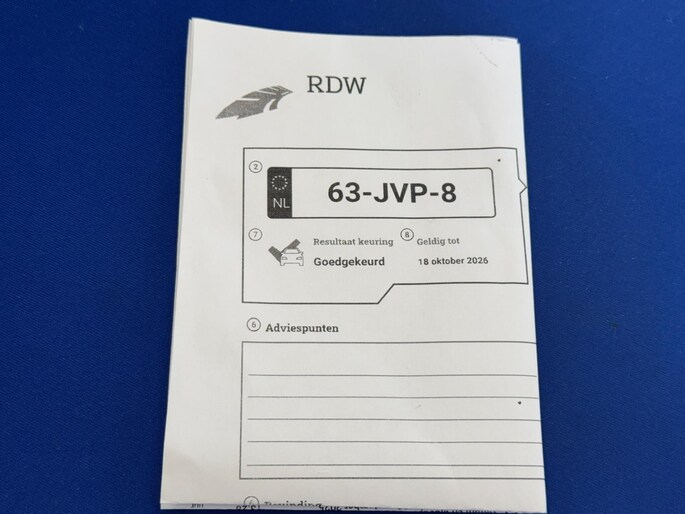 RDW
2
NL 63-JVP-8
7 Resultaat keuring 8 Geldig tot
Goedgekeurd 18 oktober 2026
6 Adviespunten